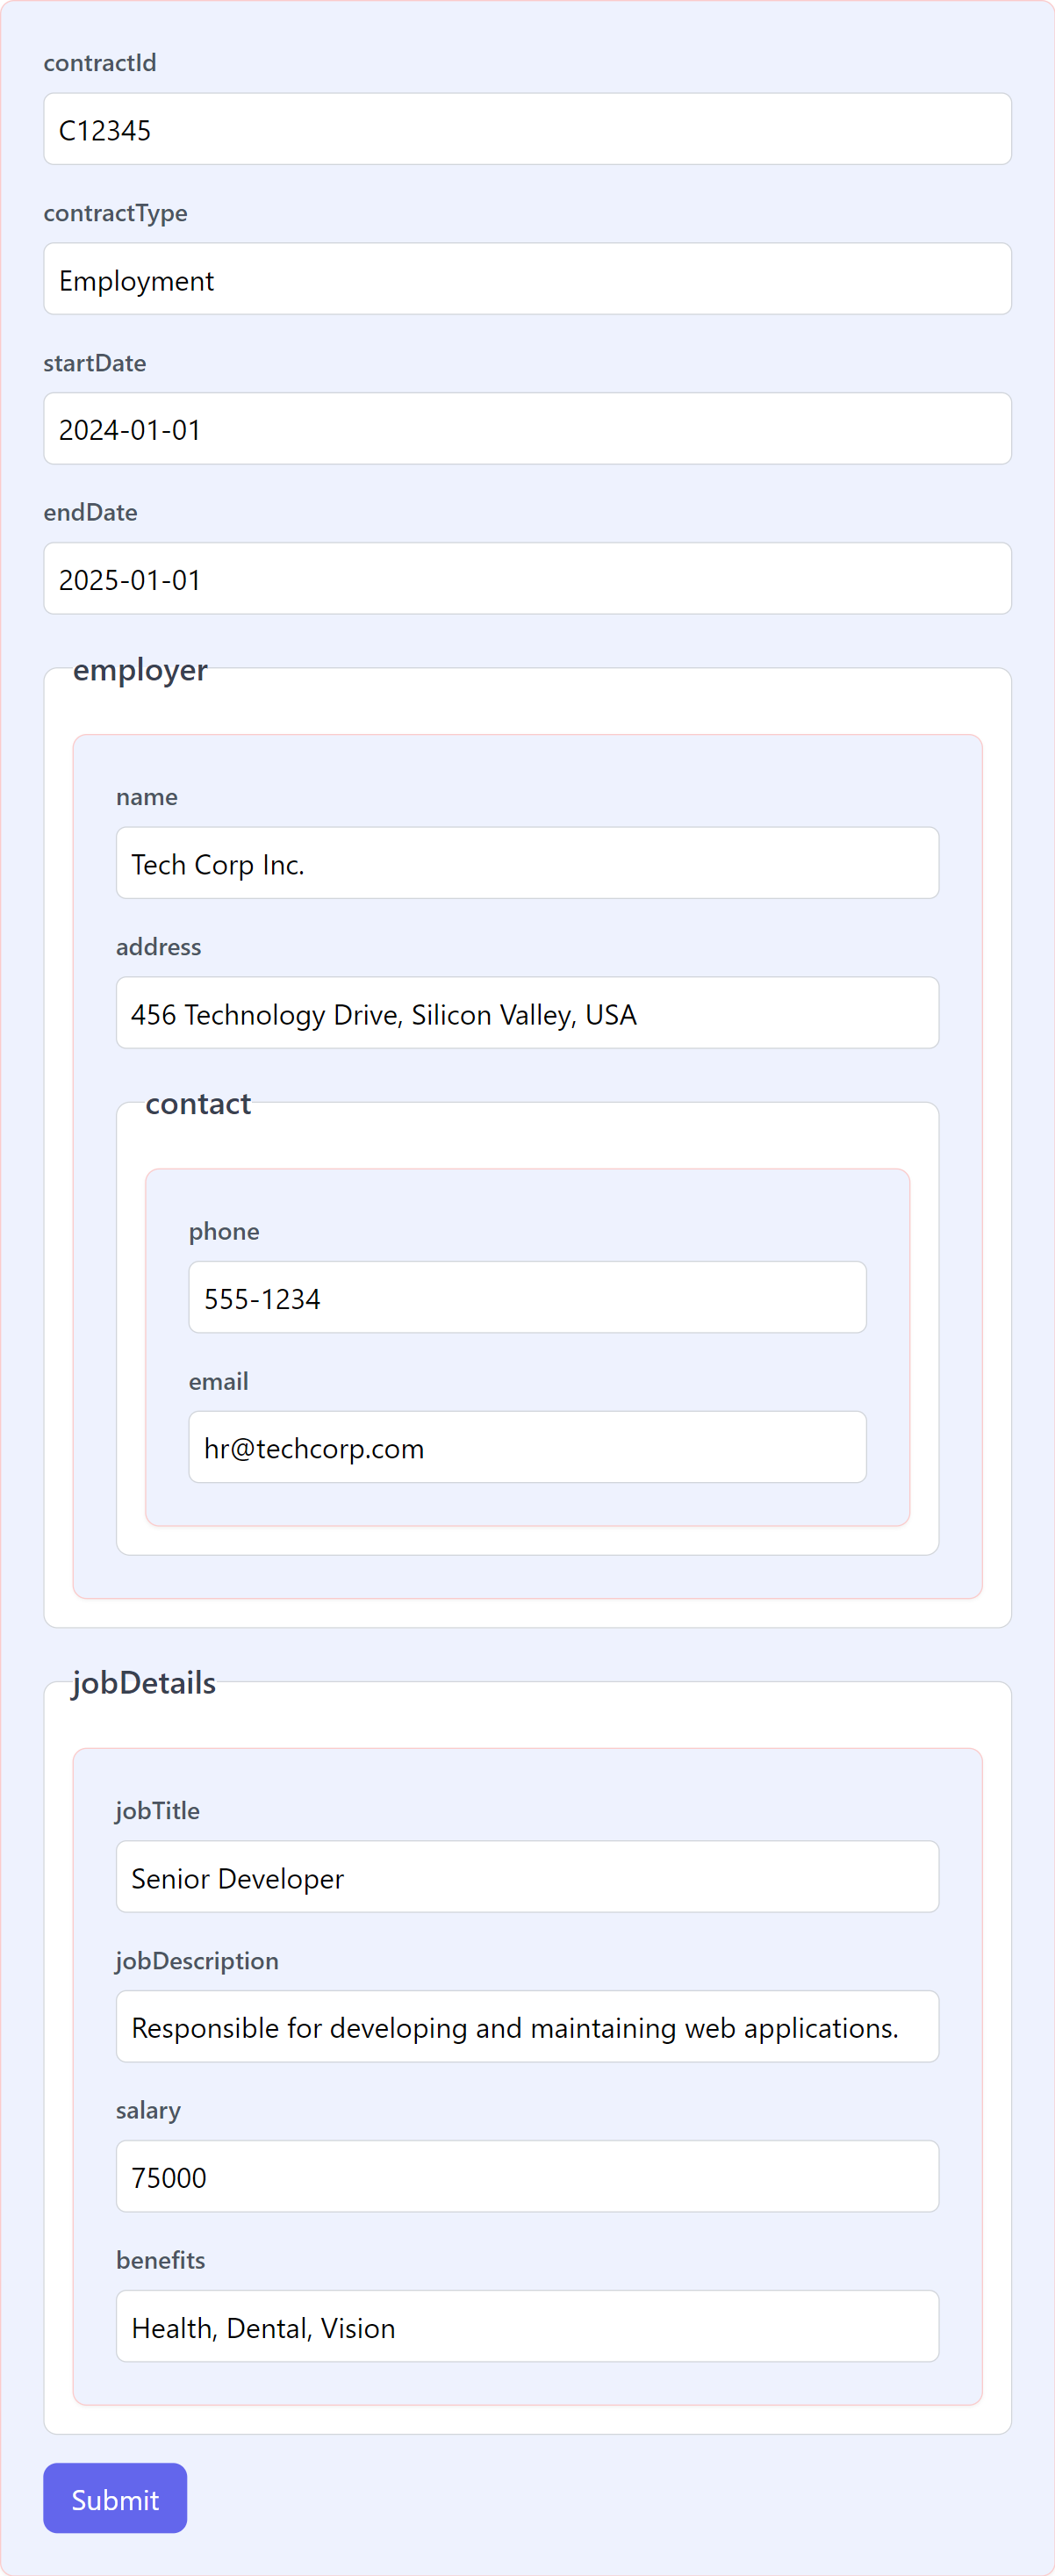 contractId
C12345
contractType
Employment
startDate
2024-01-01
endDate
2025-01-01
employer
name
Tech Corp Inc.
address
456 Technology Drive, Silicon Valley, USA
contact
phone
555-1234
email
hr@techcorp.com
jobDetails
jobTitle
Senior Developer
jobDescription
Responsible for developing and maintaining web applications.
salary
75000
benefits
Health, Dental, Vision
Submit